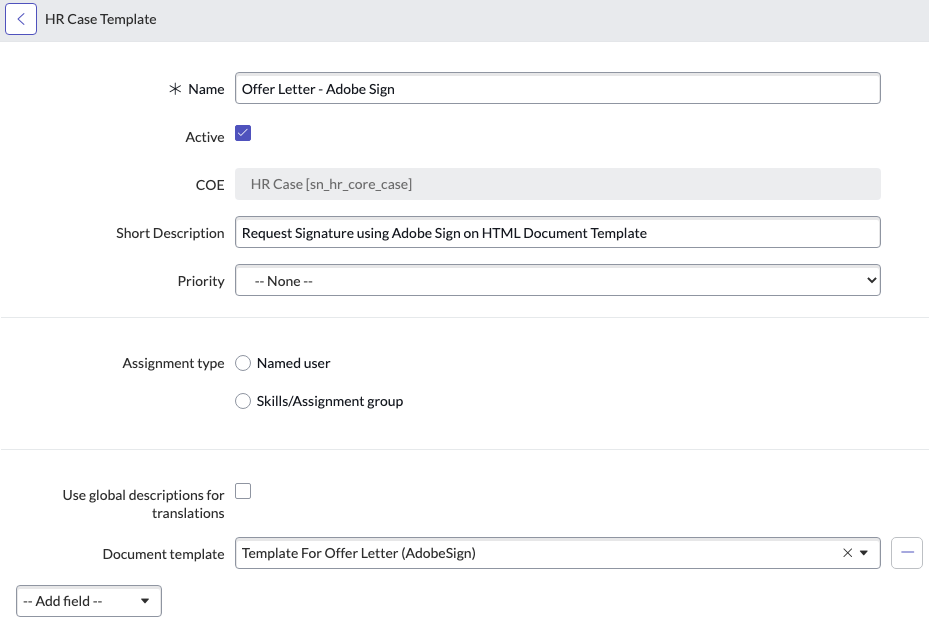 HR Case Template
* Name Offer Letter - Adobe Sign
Active
COE HR Case [sn_hr_core_case]
Short Description Request Signature using Adobe Sign on HTML Document Template
Priority -- None --
Assignment type Named user
Skills/Assignment group
Use global descriptions for
translations
Document template Template For Offer Letter (AdobeSign)
-- Add field --